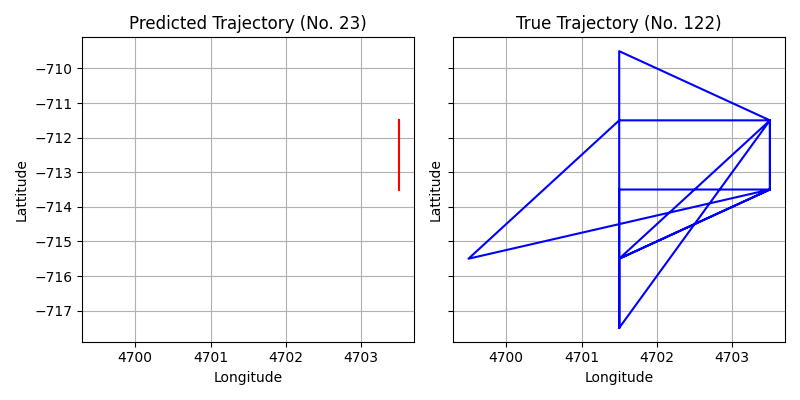 Predicted Trajectory (No. 23)
True Trajectory (No. 122)
Lattitude
−710
−711
−712
−713
−714
−715
−716
−717
4700
4701
4702
4703
Longitude
Lattitude
4700
4701
4702
4703
Longitude